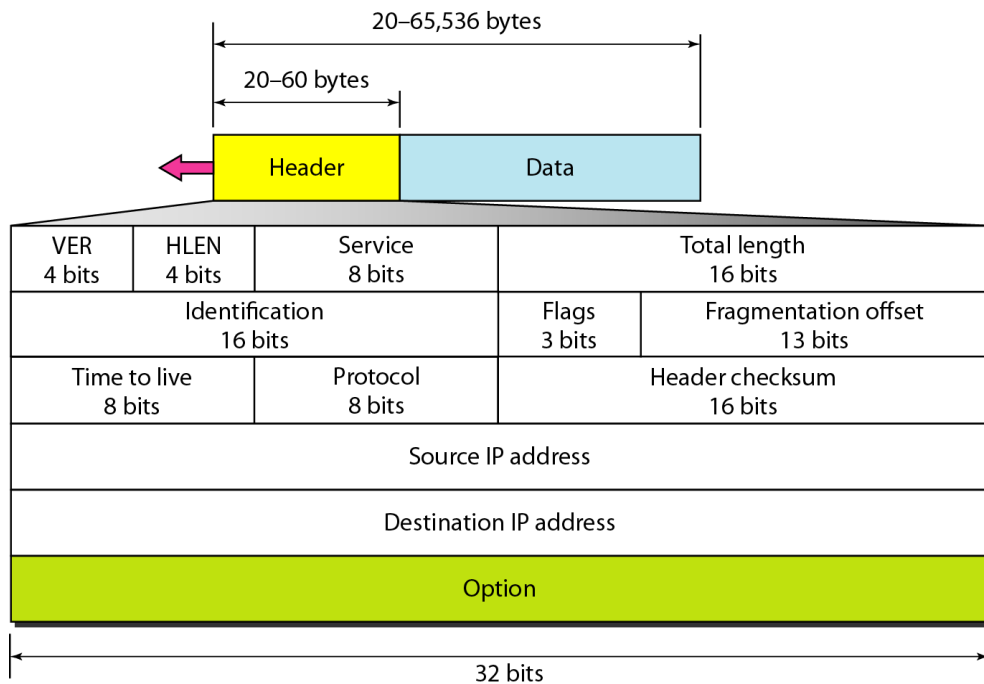 20–65,536 bytes
20–60 bytes
Header Data
VER HLEN Service Total length
4 bits 4 bits 8 bits 16 bits
Identification Flags Fragmentation offset
16 bits 3 bits 13 bits
Time to live Protocol Header checksum
8 bits 8 bits 16 bits
Source IP address
Destination IP address
Option
32 bits